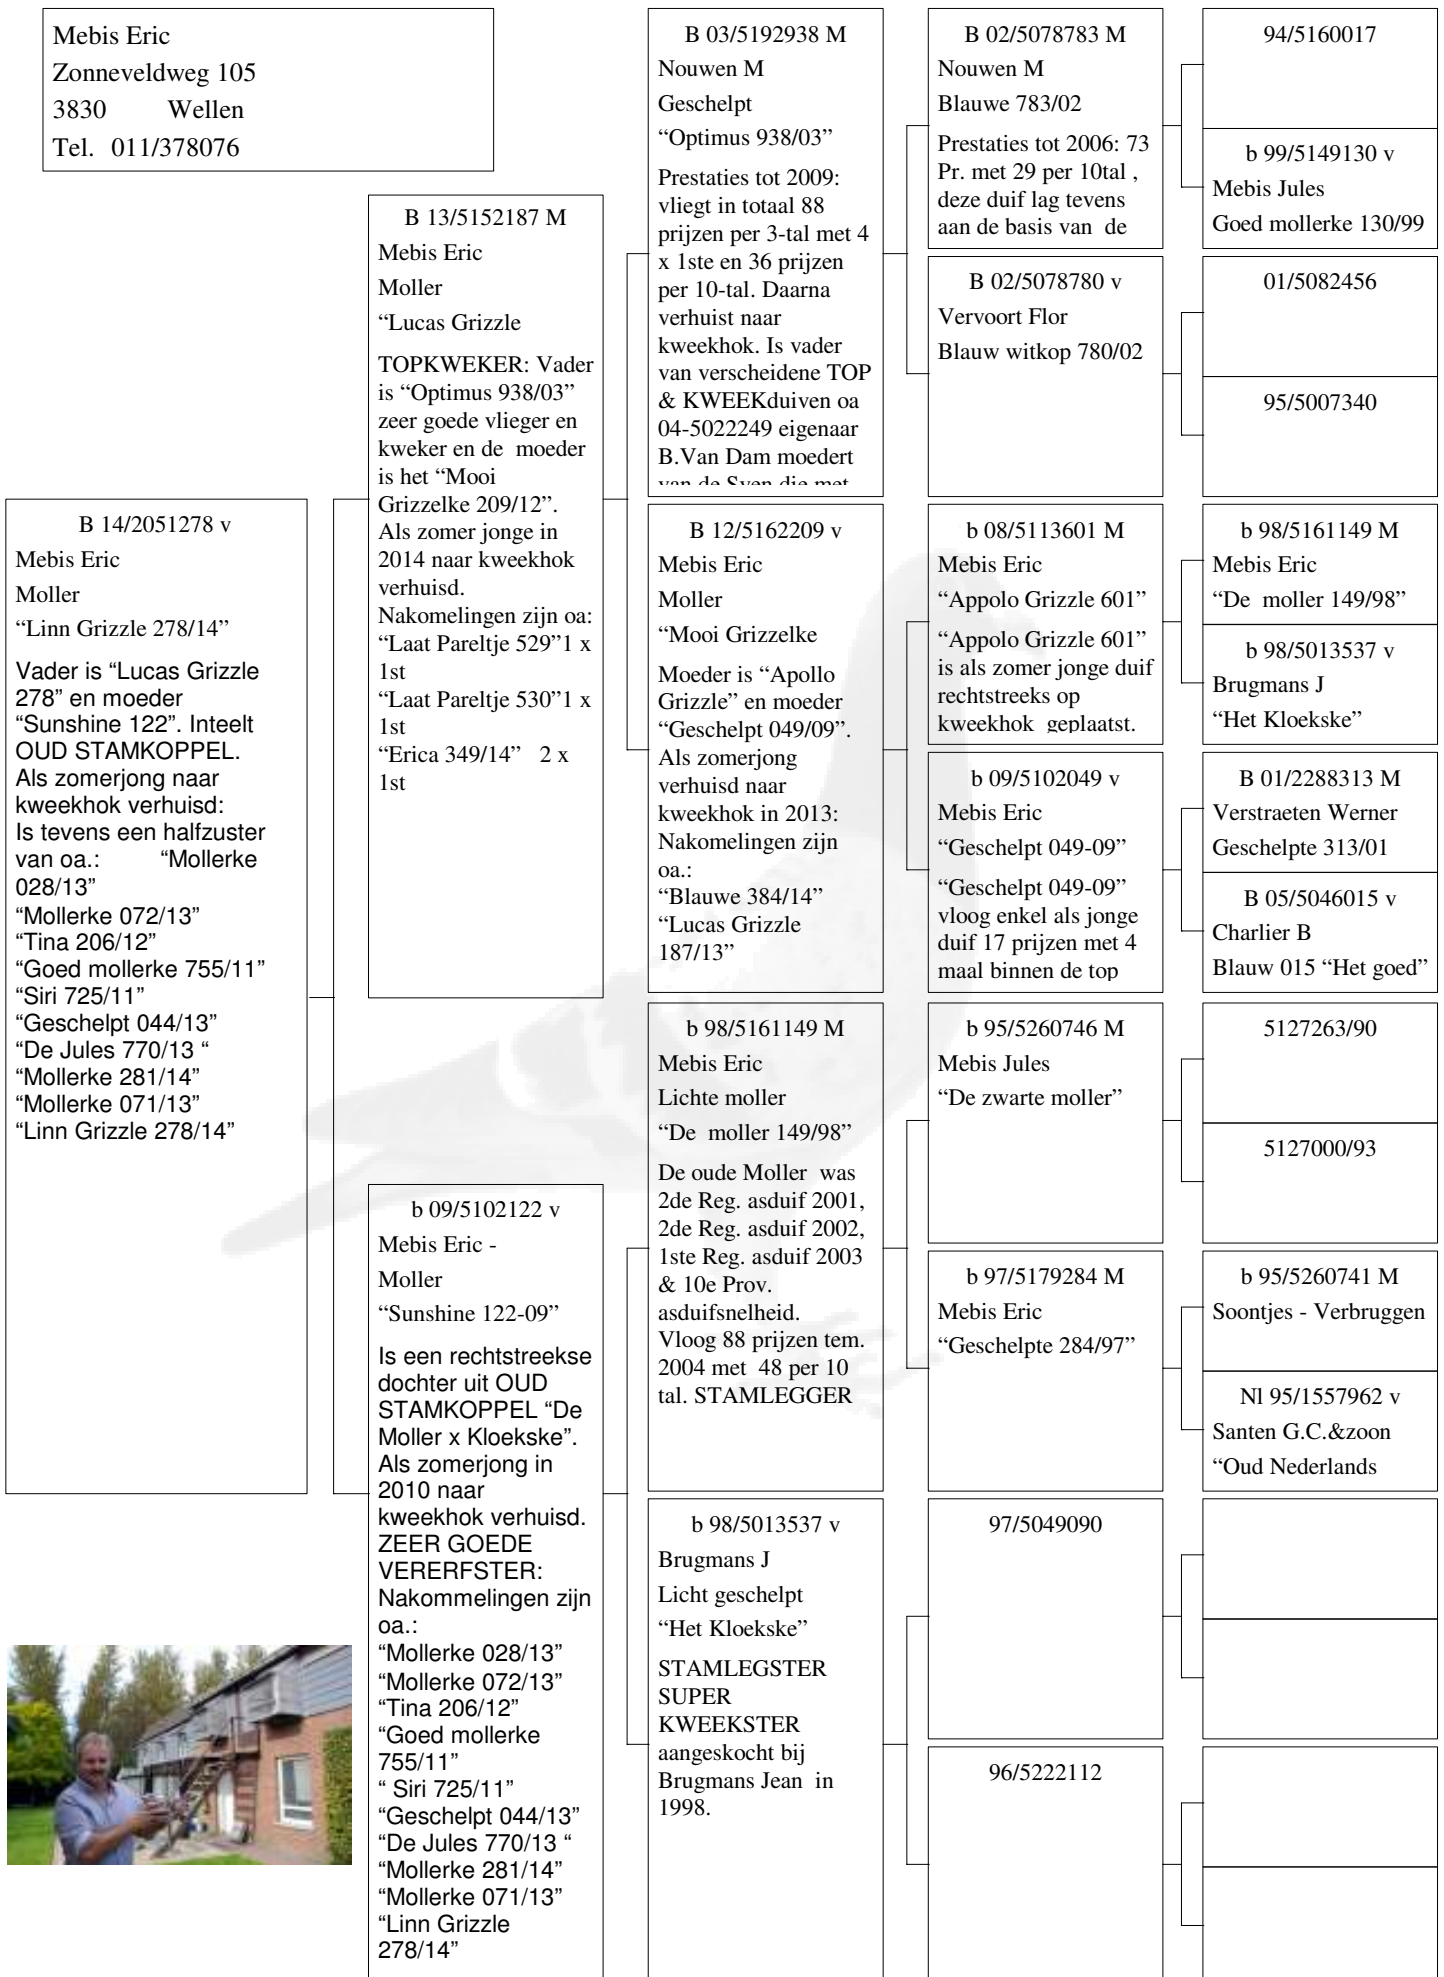 Mebis Eric
Zonneveldweg 105
3830 Wellen
Tel. 011/378076
B 14/2051278 v
Mebis Eric
Moller
“Linn Grizzle 278/14”
Vader is “Lucas Grizzle
278” en moeder
“Sunshine 122”. Inteelt
OUD STAMKOPPEL.
Als zomerjong naar
kweekhok verhuisd:
Is tevens een halfzuster
van oa.: “Mollerke
028/13”
“Mollerke 072/13”
“Tina 206/12”
“Goed mollerke 755/11”
“Siri 725/11”
“Geschelpt 044/13”
“De Jules 770/13 “
“Mollerke 281/14”
“Mollerke 071/13”
“Linn Grizzle 278/14”
B 13/5152187 M
Mebis Eric
Moller
“Lucas Grizzle
TOPKWEKER: Vader
is “Optimus 938/03”
zeer goede vlieger en
kweker en de moeder
is het “Mooi
Grizzelke 209/12”.
Als zomer jonge in
2014 naar kweekhok
verhuisd.
Nakomelingen zijn oa:
“Laat Pareltje 529”1 x
1st
“Laat Pareltje 530”1 x
1st
“Erica 349/14” 2 x
1st
b 09/5102122 v
Mebis Eric -
Moller
“Sunshine 122-09”
Is een rechtstreekse
dochter uit OUD
STAMKOPPEL “De
Moller x Kloekske”.
Als zomerjong in
2010 naar
kweekhok verhuisd.
ZEER GOEDE
VERERFSTER:
Nakommelingen zijn
oa.:
“Mollerke 028/13”
“Mollerke 072/13”
“Tina 206/12”
“Goed mollerke
755/11”
“ Siri 725/11”
“Geschelpt 044/13”
“De Jules 770/13 “
“Mollerke 281/14”
“Mollerke 071/13”
“Linn Grizzle
278/14”
B 03/5192938 M
Nouwen M
Geschelpt
“Optimus 938/03”
Prestaties tot 2009:
vliegt in totaal 88
prijzen per 3-tal met 4
x 1ste en 36 prijzen
per 10-tal. Daarna
verhuist naar
kweekhok. Is vader
van verscheidene TOP
& KWEEKduiven oa
04-5022249 eigenaar
B.Van Dam moedert
van de Sven die met
B 12/5162209 v
Mebis Eric
Moller
“Mooi Grizzelke
Moeder is “Apollo
Grizzle” en moeder
“Geschelpt 049/09”.
Als zomerjong
verhuisd naar
kweekhok in 2013:
Nakomelingen zijn
oa.:
“Blauwe 384/14”
“Lucas Grizzle
187/13”
b 98/5161149 M
Mebis Eric
Lichte moller
“De moller 149/98”
De oude Moller was
2de Reg. asduif 2001,
2de Reg. asduif 2002,
1ste Reg. asduif 2003
& 10e Prov.
asduifsnelheid.
Vloog 88 prijzen tem.
2004 met 48 per 10
tal. STAMLEGGER
b 98/5013537 v
Brugmans J
Licht geschelpt
“Het Kloekske”
STAMLEGSTER
SUPER
KWEEKSTER
aangeskocht bij
Brugmans Jean in
1998.
B 02/5078783 M
Nouwen M
Blauwe 783/02
Prestaties tot 2006: 73
Pr. met 29 per 10tal ,
deze duif lag tevens
aan de basis van de
B 02/5078780 v
Vervoort Flor
Blauw witkop 780/02
b 08/5113601 M
Mebis Eric
“Appolo Grizzle 601”
“Appolo Grizzle 601”
is als zomer jonge duif
rechtstreeks op
kweekhok geplaatst.
b 09/5102049 v
Mebis Eric
“Geschelpt 049-09”
“Geschelpt 049-09”
vloog enkel als jonge
duif 17 prijzen met 4
maal binnen de top
b 95/5260746 M
Mebis Jules
“De zwarte moller”
b 97/5179284 M
Mebis Eric
“Geschelpte 284/97”
97/5049090
96/5222112
94/5160017
b 99/5149130 v
Mebis Jules
Goed mollerke 130/99
01/5082456
95/5007340
b 98/5161149 M
Mebis Eric
“De moller 149/98”
b 98/5013537 v
Brugmans J
“Het Kloekske”
B 01/2288313 M
Verstraeten Werner
Geschelpte 313/01
B 05/5046015 v
Charlier B
Blauw 015 “Het goed”
5127263/90
5127000/93
b 95/5260741 M
Soontjes - Verbruggen
Nl 95/1557962 v
Santen G.C.&zoon
“Oud Nederlands